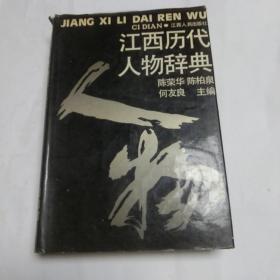 JIANG XI LI DAI REN WU
CI DIAN●江西人民出版社
江西历代
人物辞典
陈荣华 陈柏泉
何友良 主编
人物